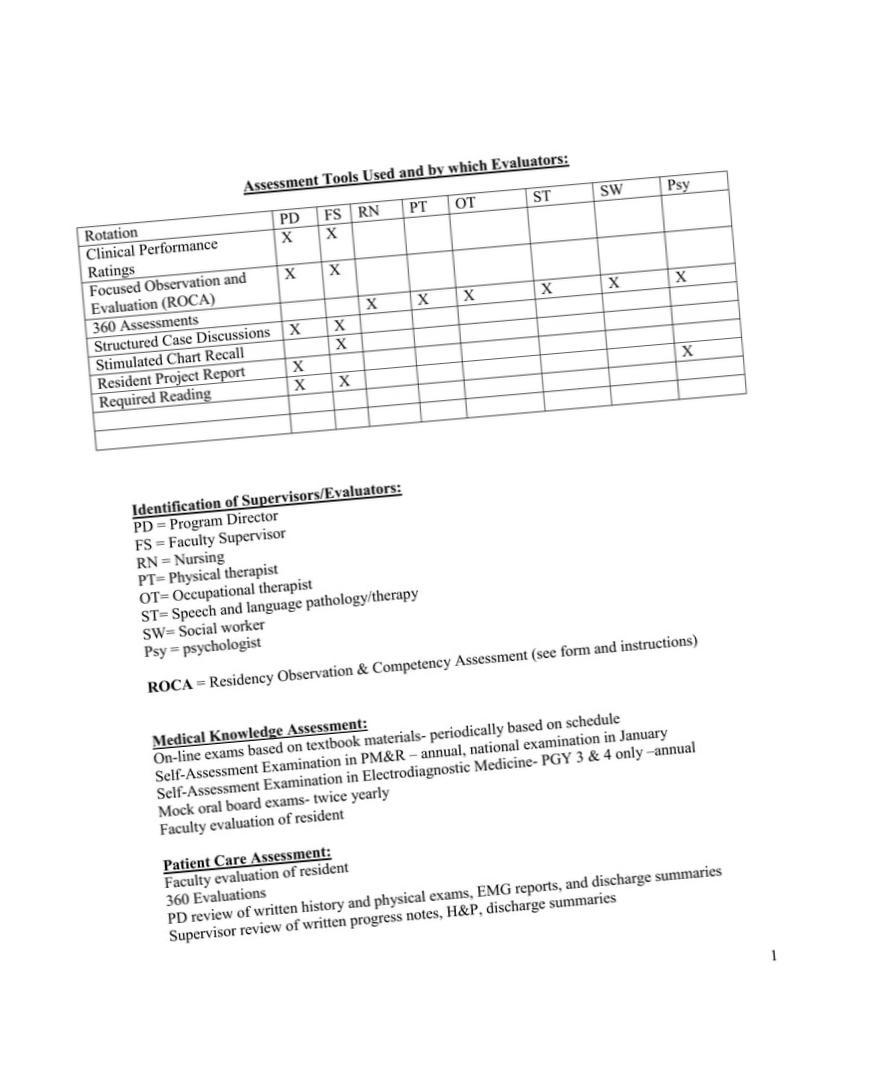 Assessment Tools Used and by which Evaluators:
Rotation PD FS RN PT OT ST SW Psy
Clinical Performance X X
Ratings
Focused Observation and X X
Evaluation (ROCA)
360 Assessments X X X X X X
Structured Case Discussions X X
Stimulated Chart Recall X
Resident Project Report X
Required Reading X X X
Identification of Supervisors/Evaluators:
PD = Program Director
FS = Faculty Supervisor
RN = Nursing
PT= Physical therapist
OT= Occupational therapist
ST= Speech and language pathology/therapy
SW= Social worker
Psy = psychologist
ROCA = Residency Observation & Competency Assessment (see form and instructions)
Medical Knowledge Assessment:
On-line exams based on textbook materials- periodically based on schedule
Self-Assessment Examination in PM&R – annual, national examination in January
Self-Assessment Examination in Electrodiagnostic Medicine- PGY 3 & 4 only –annual
Mock oral board exams- twice yearly
Faculty evaluation of resident
Patient Care Assessment:
Faculty evaluation of resident
360 Evaluations
PD review of written history and physical exams, EMG reports, and discharge summaries
Supervisor review of written progress notes, H&P, discharge summaries
1